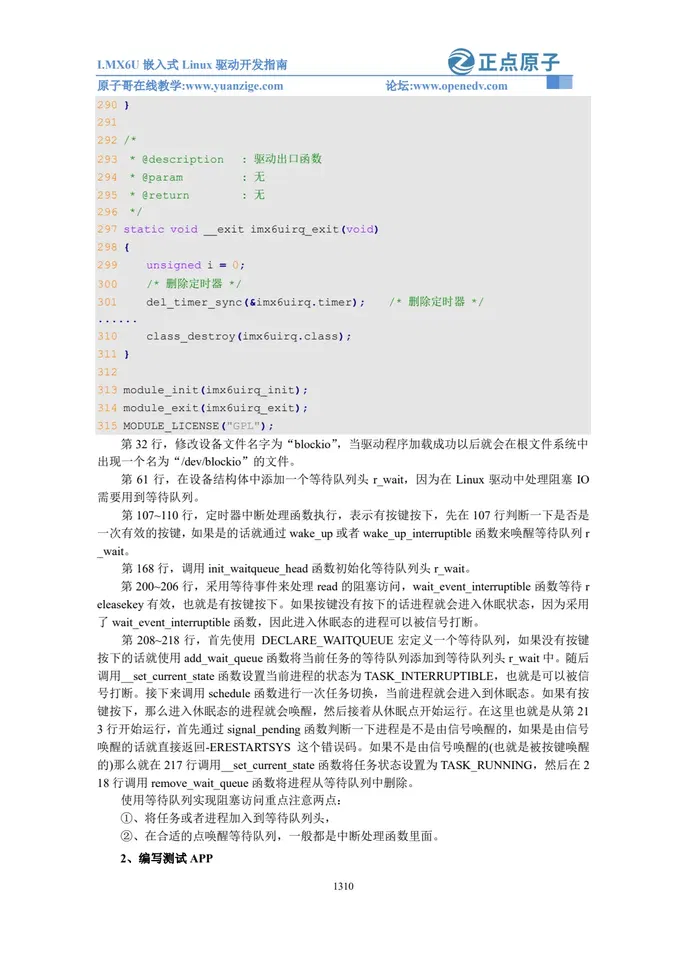 I.MX6U 嵌入式 Linux 驱动开发指南
正点原子
原子哥在线教学:www.yuanzige.com 论坛:www.openedv.com
290 }
291
292 /*
293 * @description : 驱动出口函数
294 * @param : 无
295 * @return : 无
296 */
297 static void __exit imx6uirq_exit(void)
298 {
299 unsigned i = 0;
300 /* 删除定时器 */
301 del_timer_sync(&imx6uirq.timer); /* 删除定时器 */
......
310 class_destroy(imx6uirq.class);
311 }
312
313 module_init(imx6uirq_init);
314 module_exit(imx6uirq_exit);
315 MODULE_LICENSE("GPL");
第 32 行，修改设备文件名字为“blockio”，当驱动程序加载成功以后就会在根文件系统中
出现一个名为“/dev/blockio”的文件。
第 61 行，在设备结构体中添加一个等待队列头 r_wait，因为在 Linux 驱动中处理阻塞 IO
需要用到等待队列。
第 107~110 行，定时器中断处理函数执行，表示有按键按下，先在 107 行判断一下是否是
一次有效的按键，如果是的话就通过 wake_up 或者 wake_up_interruptible 函数来唤醒等待队列 r
_wait。
第 168 行，调用 init_waitqueue_head 函数初始化等待队列头 r_wait。
第 200~206 行，采用等待事件来处理 read 的阻塞访问，wait_event_interruptible 函数等待 r
eleasekey 有效，也就是有按键按下。如果按键没有按下的话进程就会进入休眠状态，因为采用
了 wait_event_interruptible 函数，因此进入休眠态的进程可以被信号打断。
第 208~218 行，首先使用 DECLARE_WAITQUEUE 宏定义一个等待队列，如果没有按键
按下的话就使用 add_wait_queue 函数将当前任务的等待队列添加到等待队列头 r_wait 中。随后
调用__set_current_state 函数设置当前进程的状态为 TASK_INTERRUPTIBLE，也就是可以被信
号打断。接下来调用 schedule 函数进行一次任务切换，当前进程就会进入到休眠态。如果有按
键按下，那么进入休眠态的进程就会唤醒，然后接着从休眠点开始运行。在这里也就是从第 21
3 行开始运行，首先通过 signal_pending 函数判断一下进程是不是由信号唤醒的，如果是由信号
唤醒的话就直接返回-ERESTARTSYS 这个错误码。如果不是由信号唤醒的(也就是被按键唤醒
的)那么就在 217 行调用__set_current_state 函数将任务状态设置为 TASK_RUNNING，然后在 2
18 行调用 remove_wait_queue 函数将进程从等待队列中删除。
使用等待队列实现阻塞访问重点注意两点：
①、将任务或者进程加入到等待队列头，
②、在合适的点唤醒等待队列，一般都是中断处理函数里面。
2、编写测试 APP
1310